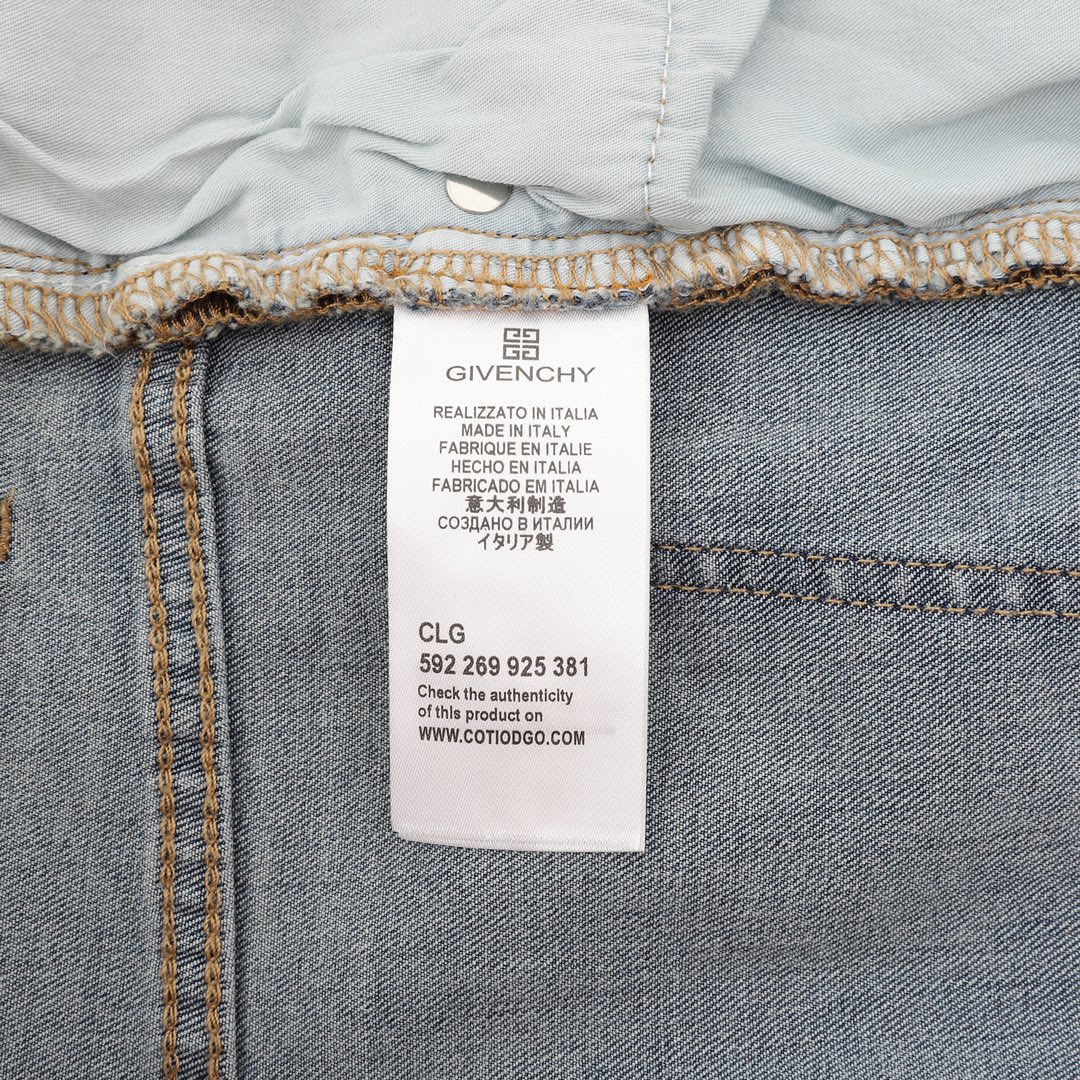 GIVENCHY
REALIZZATO IN ITALIA
MADE IN ITALY
FABRIQUE EN ITALIE
HECHO EN ITALIA
FABRICADO EM ITALIA
意大利制造
СОЗДАНО В ИТАЛИИ
イタリア製
CLG
592 269 925 381
Check the authenticity
of this product on
WWW.COTIODGO.COM